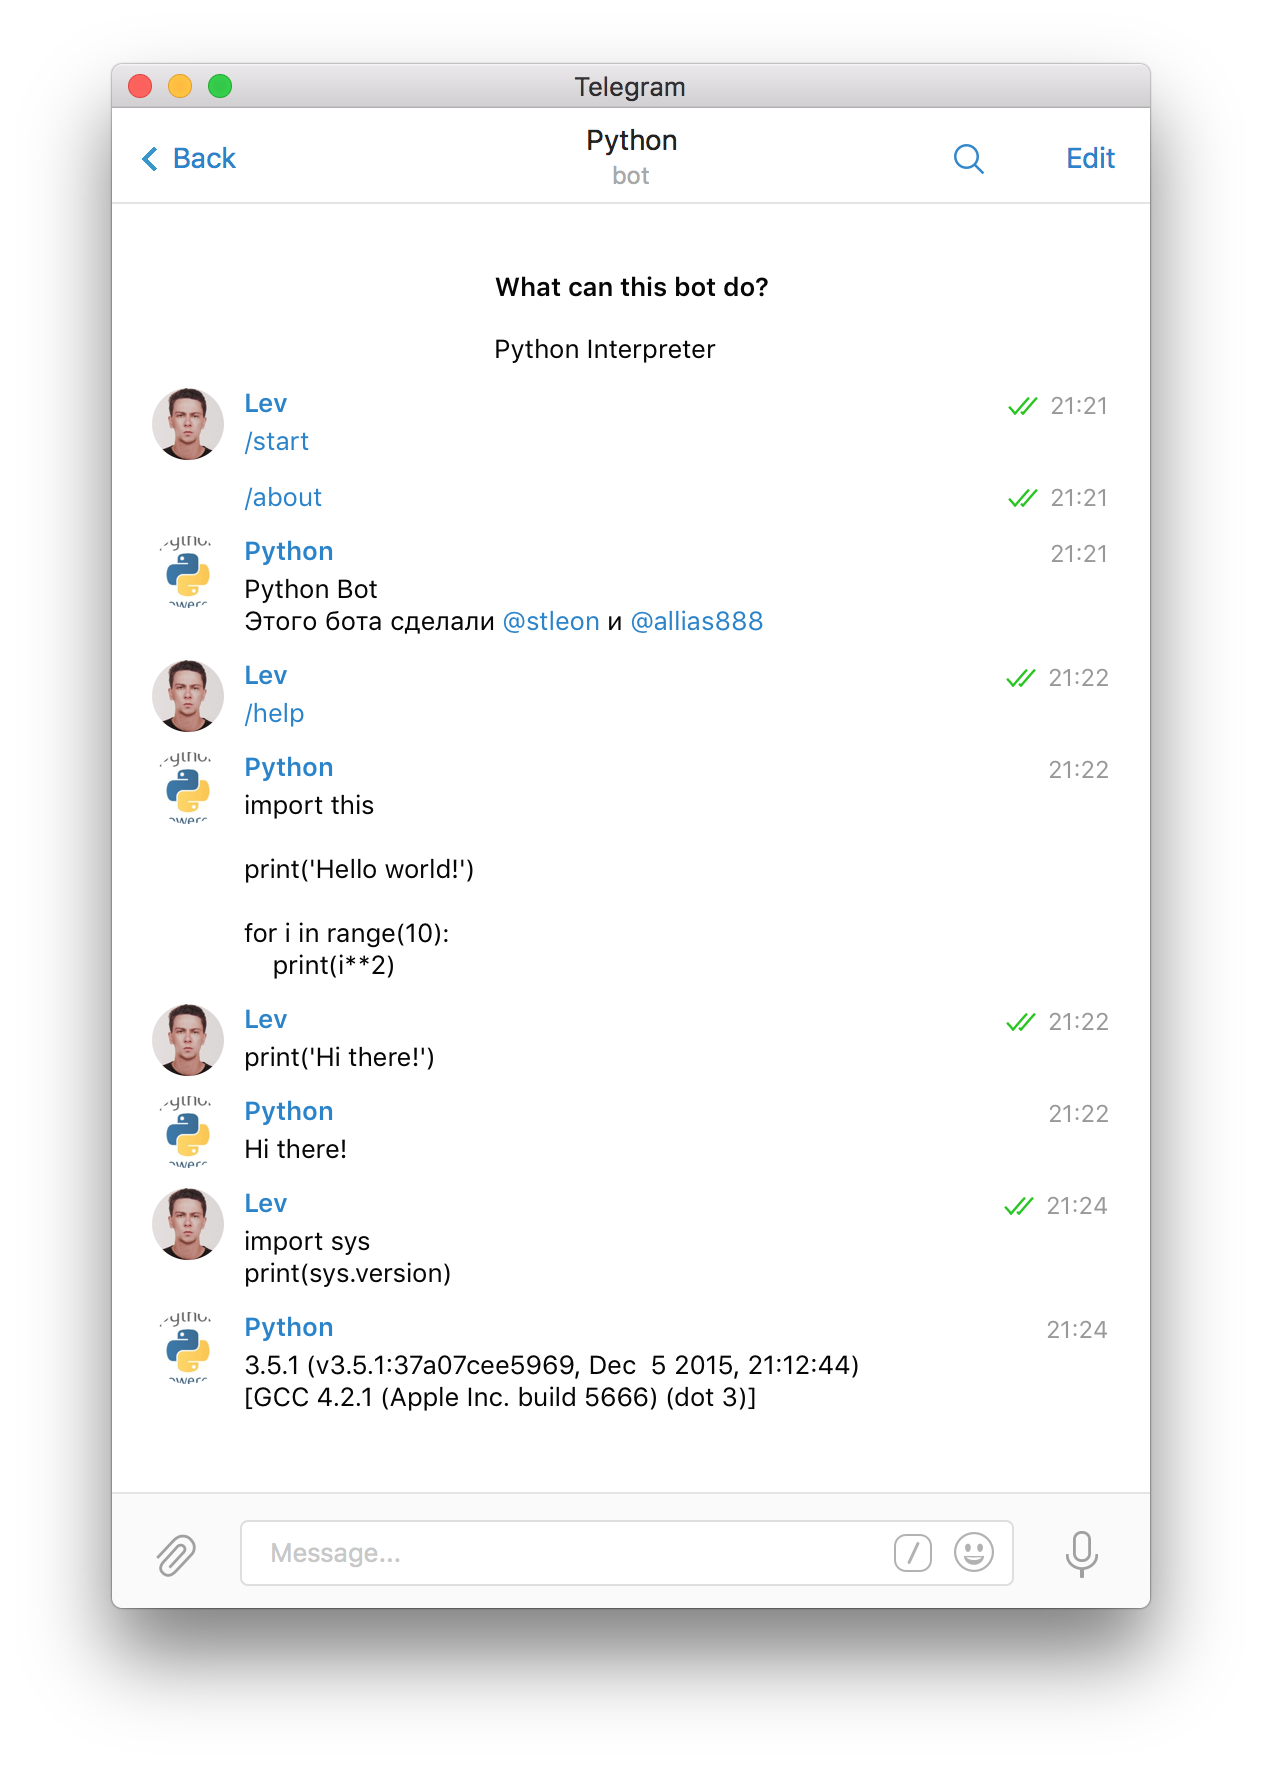 Telegram
Back
Python
bot
Edit
What can this bot do?
Python Interpreter
Lev
21:21
/start
/about
21:21
Python
21:21
Python Bot
Этого бота сделали @stleon и @allias888
Lev
21:22
/help
Python
21:22
import this
print('Hello world!')
for i in range(10):
    print(i**2)
Lev
21:22
print('Hi there!')
Python
21:22
Hi there!
Lev
21:24
import sys
print(sys.version)
Python
21:24
3.5.1 (v3.5.1:37a07cee5969, Dec  5 2015, 21:12:44)
[GCC 4.2.1 (Apple Inc. build 5666) (dot 3)]
Message...